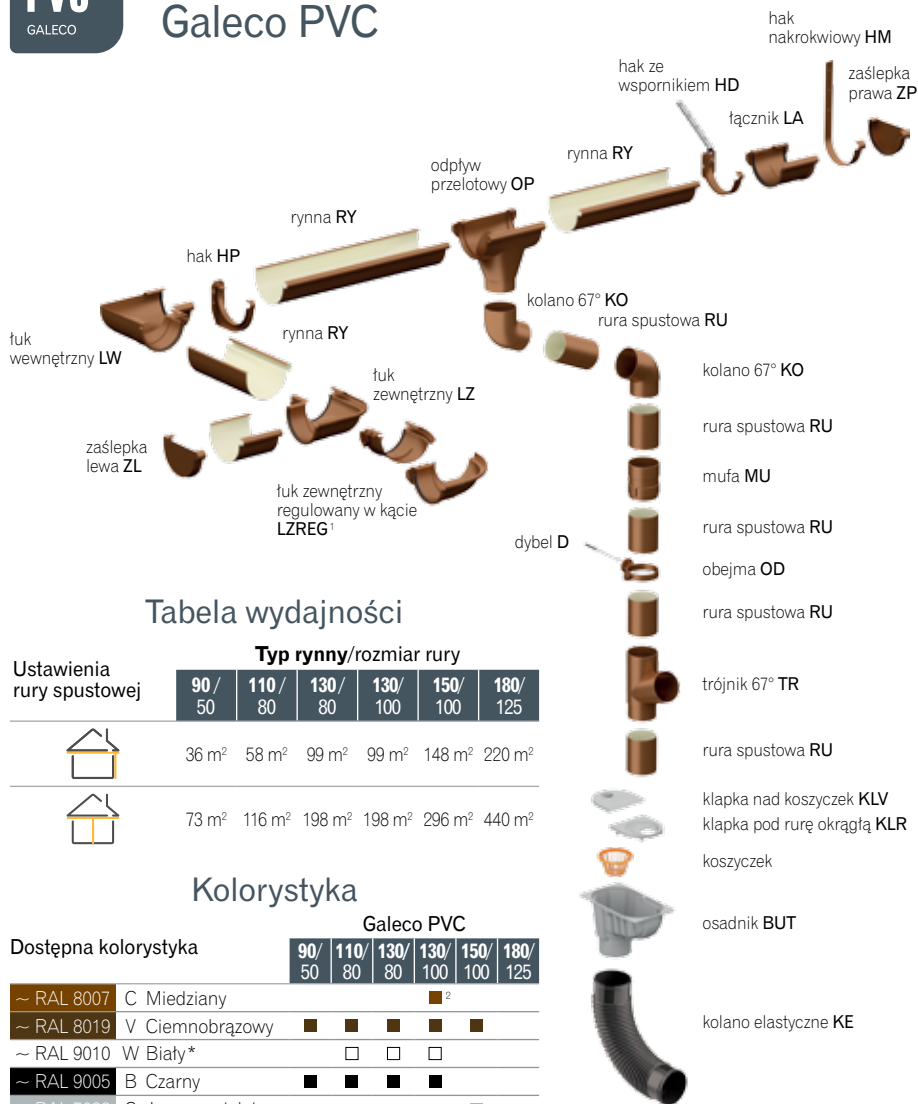 PVC
GALECO
Galeco PVC
hak
nakrokwiowy HM
hak ze
wspornikiem HD
zaślepka
prawa ZP
łącznik LA
rynna RY
odpływ
przelotowy OP
rynna RY
hak HP
kolano 67° KO
rura spustowa RU
rynna RY
łuk
wewnętrzny LW
kolano 67° KO
łuk
zewnętrzny LZ
rura spustowa RU
zaślepka
lewa ZL
mufa MU
łuk zewnętrzny
regulowany w kącie
LZREG¹
rura spustowa RU
dybel D
obejma OD
rura spustowa RU
trójnik 67° TR
rura spustowa RU
klapka nad koszyczek KLV
klapka pod rurę okrągłą KLR
koszyczek
osadnik BUT
kolano elastyczne KE
Tabela wydajności
Ustawienia
rury spustowej
Typ rynny/rozmiar rury
90/ 110/ 130/ 130/ 150/ 180/
50 80 80 100 100 125
36 m² 58 m² 99 m² 99 m² 148 m² 220 m²
73 m² 116 m² 198 m² 198 m² 296 m² 440 m²
Kolorystyka
Galeco PVC
Dostępna kolorystyka
90/ 110/ 130/ 130/ 150/ 180/
50 80 80 100 100 125
~ RAL 8007 C Miedziany ■ ²
~ RAL 8019 V Ciemnobrązowy ■ ■ ■ ■ ■
~ RAL 9010 W Biały* □ □ □
~ RAL 9005 B Czarny ■ ■ ■ ■